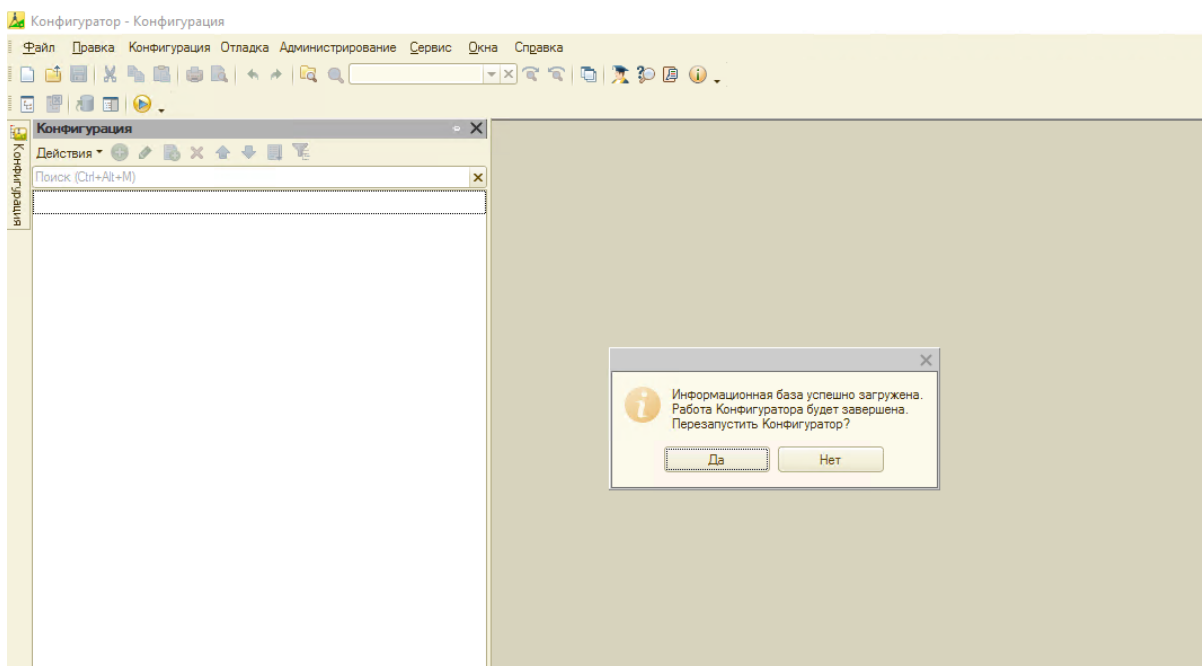 Конфигуратор - Конфигурация
Файл Правка Конфигурация Отладка Администрирование Сервис Окна Справка
Конфигурация
Действия
Поиск (Ctrl+Alt+M)
Конфигурация
Информационная база успешно загружена.
Работа Конфигуратора будет завершена.
Перезапустить Конфигуратор?
Да Нет